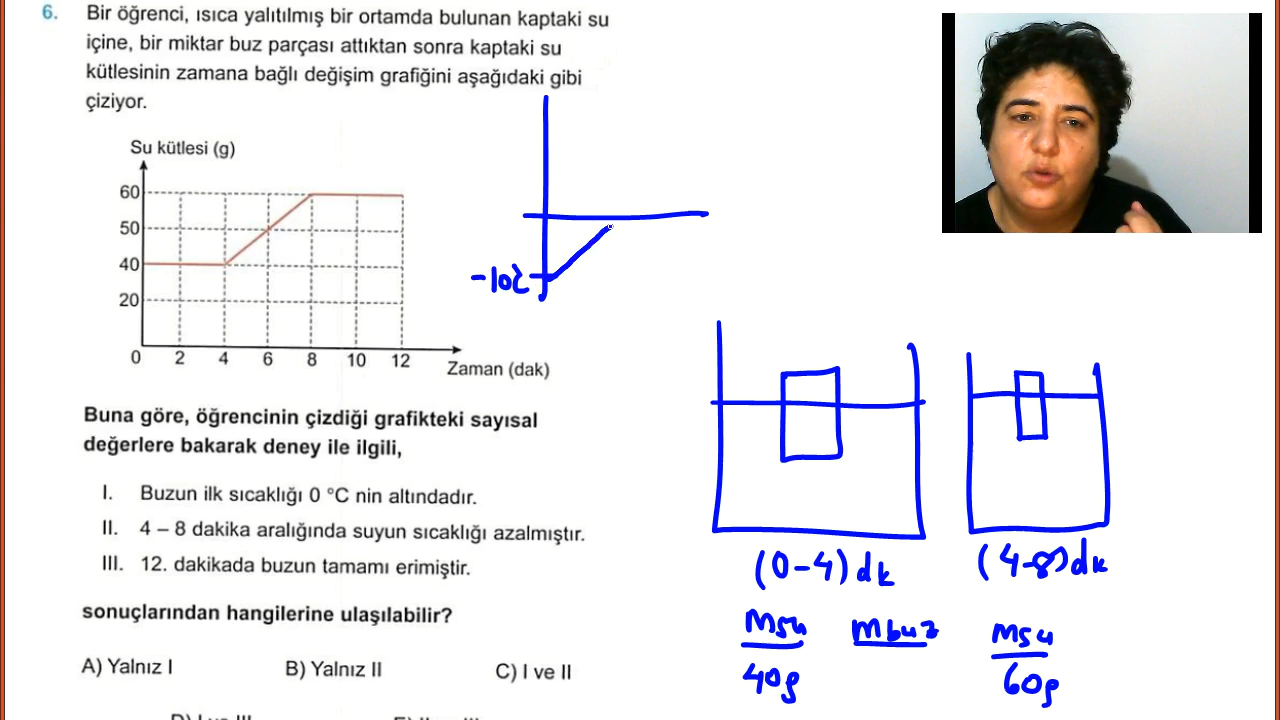 6. Bir öğrenci, ısıca yalıtılmış bir ortamda bulunan kaptaki su
içine, bir miktar buz parçası attıktan sonra kaptaki su
kütlesinin zamana bağlı değişim grafiğini aşağıdaki gibi
çiziyor.
Su kütlesi (g)
60
50
40
20
0 2 4 6 8 10 12
Zaman (dak)
-10
Buna göre, öğrencinin çizdiği grafikteki sayısal
değerlere bakarak deney ile ilgili,
I. Buzun ilk sıcaklığı 0 °C nin altındadır.
II. 4 – 8 dakika aralığında suyun sıcaklığı azalmıştır.
III. 12. dakikada buzun tamamı erimiştir.
sonuçlarından hangilerine ulaşılabilir?
A) Yalnız I B) Yalnız II C) I ve II
(0-4) dk
(4-8) dk
msu mbuz
40g
msu
60g